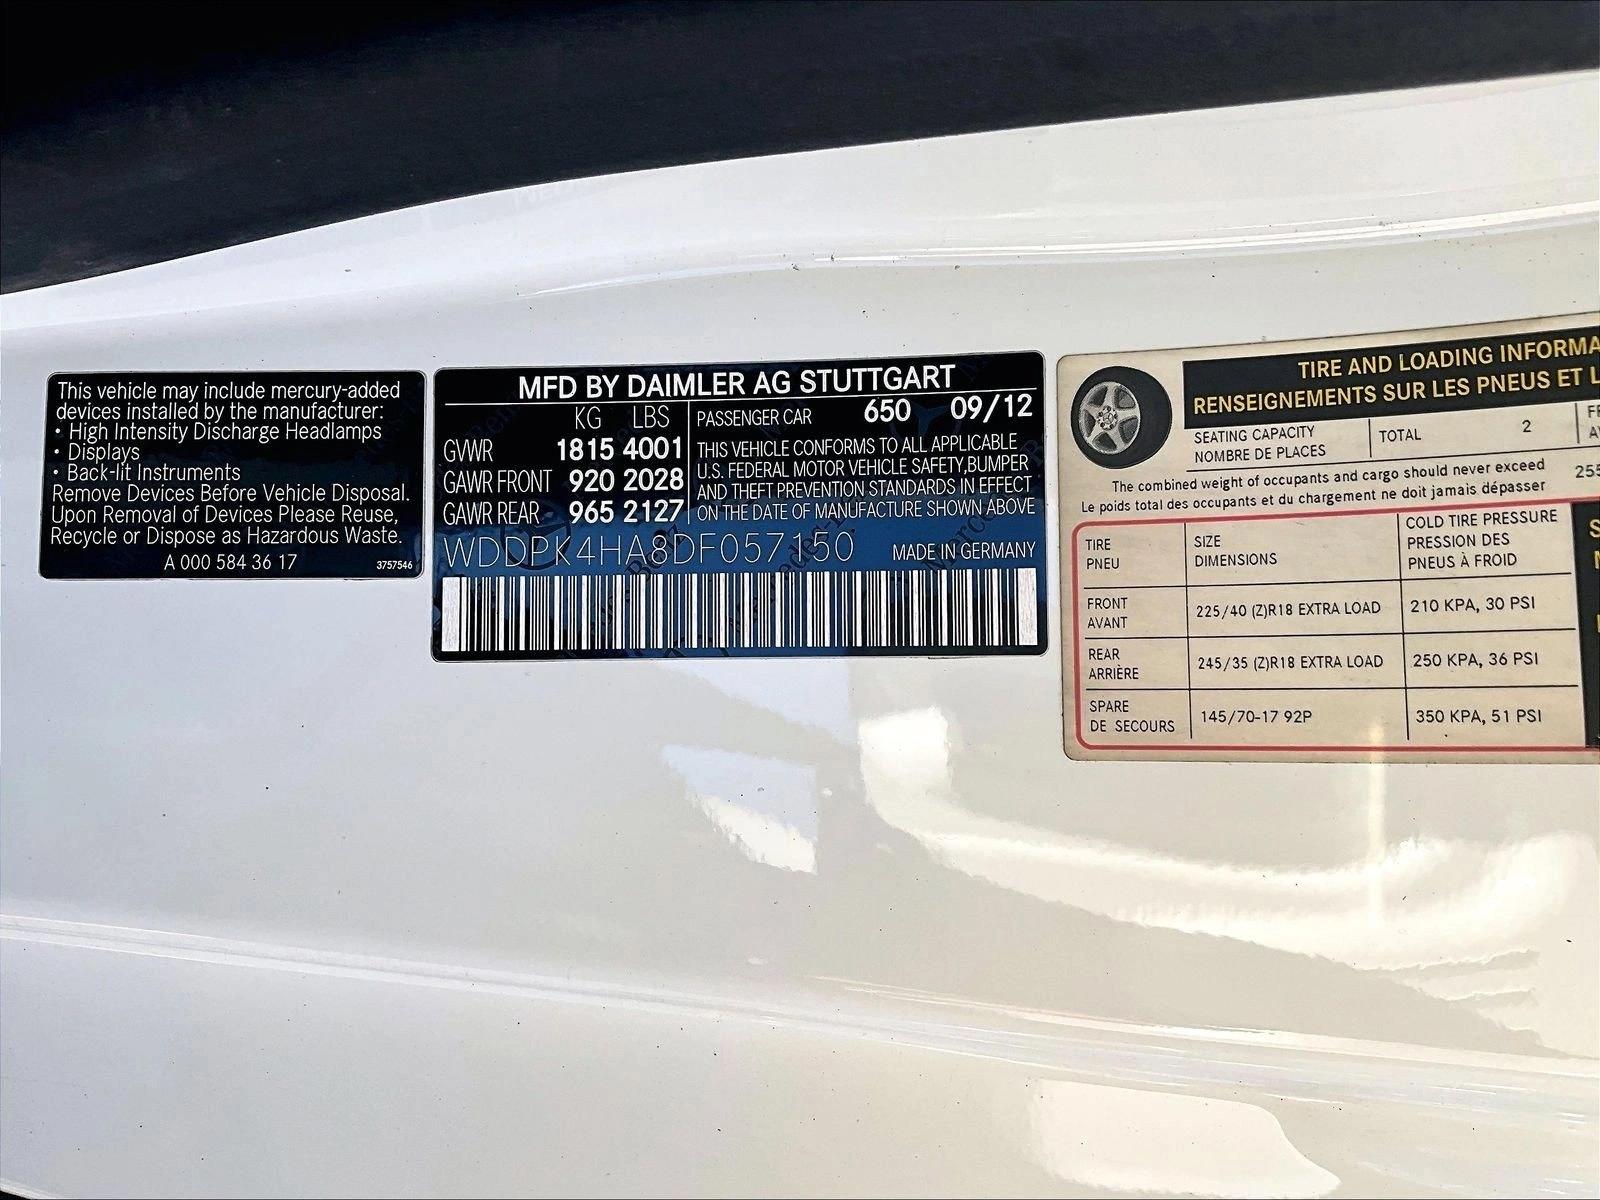 This vehicle may include mercury-added
devices installed by the manufacturer:
• High Intensity Discharge Headlamps
• Displays
• Back-lit Instruments
Remove Devices Before Vehicle Disposal.
Upon Removal of Devices Please Reuse,
Recycle or Dispose as Hazardous Waste.
A 000 584 36 17
3757546
MFD BY DAIMLER AG STUTTGART
KG LBS
GVWR 1815 4001
GAWR FRONT 920 2028
GAWR REAR 965 2127
PASSENGER CAR 650 09/12
THIS VEHICLE CONFORMS TO ALL APPLICABLE
U.S. FEDERAL MOTOR VEHICLE SAFETY,BUMPER
AND THEFT PREVENTION STANDARDS IN EFFECT
ON THE DATE OF MANUFACTURE SHOWN ABOVE
WDDPK4HA8DF057150 MADE IN GERMANY
TIRE AND LOADING INFORMA
RENSEIGNEMENTS SUR LES PNEUS ET L
SEATING CAPACITY
NOMBRE DE PLACES
TOTAL 2
The combined weight of occupants and cargo should never exceed
Le poids total des occupants et du chargement ne doit jamais dépasser
255
TIRE
PNEU
SIZE
DIMENSIONS
COLD TIRE PRESSURE
PRESSION DES
PNEUS À FROID
FRONT
AVANT
225/40 (Z)R18 EXTRA LOAD
210 KPA, 30 PSI
REAR
ARRIÈRE
245/35 (Z)R18 EXTRA LOAD
250 KPA, 36 PSI
SPARE
DE SECOURS
145/70-17 92P
350 KPA, 51 PSI